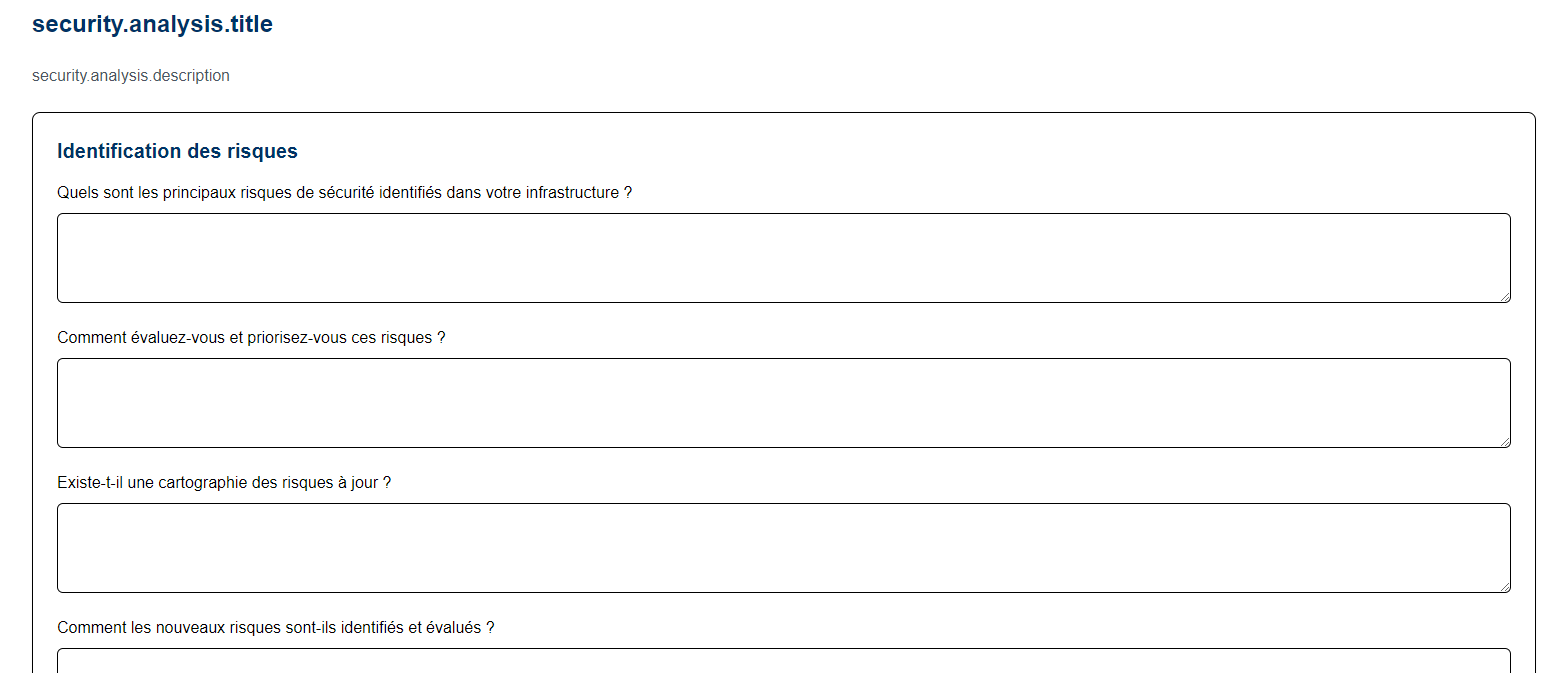 security.analysis.title
security.analysis.description
Identification des risques
Quels sont les principaux risques de sécurité identifiés dans votre infrastructure ?
Comment évaluez-vous et priorisez-vous ces risques ?
Existe-t-il une cartographie des risques à jour ?
Comment les nouveaux risques sont-ils identifiés et évalués ?